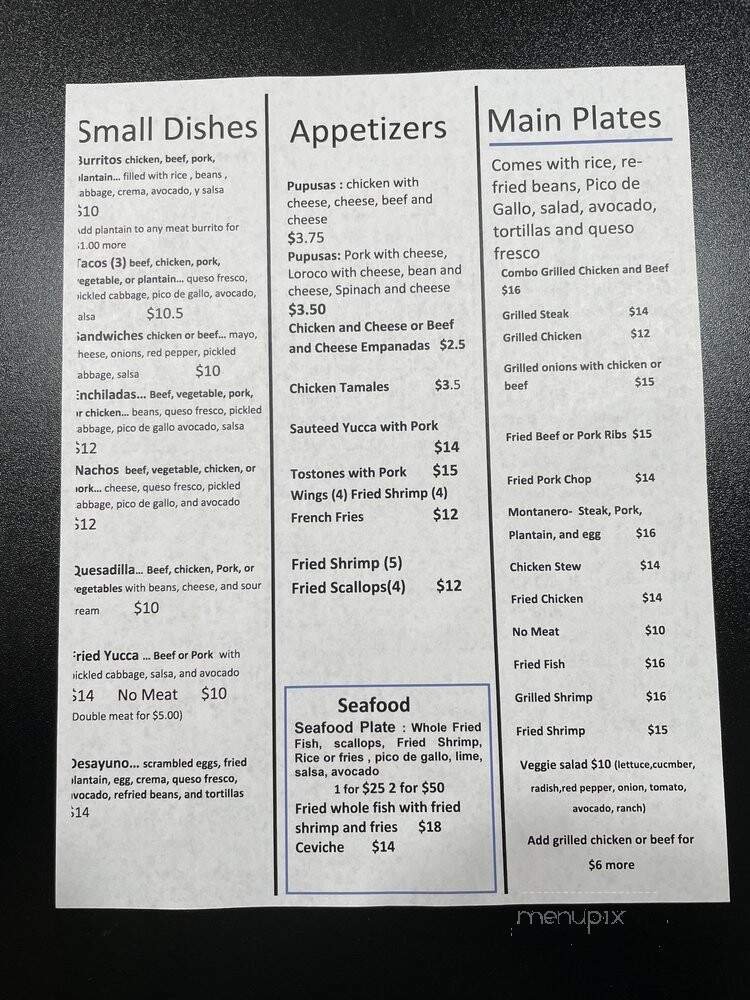 Small Dishes
Burritos chicken, beef, pork,
plantain... filled with rice , beans ,
abbage, crema, avocado, y salsa
$10
Add plantain to any meat burrito for
$1.00 more
Tacos (3) beef, chicken, pork,
vegetable, or plantain... queso fresco,
pickled cabbage, pico de gallo, avocado,
alsa $10.5
Sandwiches chicken or beef... mayo,
heese, onions, red pepper, pickled
abbage, salsa $10
Enchiladas... Beef, vegetable, pork,
or chicken... beans, queso fresco, pickled
abbage, pico de gallo avocado, salsa
$12
Nachos beef, vegetable, chicken, or
pork... cheese, queso fresco, pickled
abbage, pico de gallo, and avocado
$12
Quesadilla... Beef, chicken, Pork, or
vegetables with beans, cheese, and sour
ream $10
Fried Yucca ... Beef or Pork with
pickled cabbage, salsa, and avocado
$14 No Meat $10
(Double meat for $5.00)
Desayuno... scrambled eggs, fried
plantain, egg, crema, queso fresco,
avocado, refried beans, and tortillas
$14
Appetizers
Pupusas : chicken with
cheese, cheese, beef and
cheese
$3.75
Pupusas: Pork with cheese,
Loroco with cheese, bean and
cheese, Spinach and cheese
$3.50
Chicken and Cheese or Beef
and Cheese Empanadas $2.5
Chicken Tamales $3.5
Sauteed Yucca with Pork
$14
Tostones with Pork $15
Wings (4) Fried Shrimp (4)
French Fries $12
Fried Shrimp (5)
Fried Scallops(4) $12
Seafood
Seafood Plate : Whole Fried
Fish, scallops, Fried Shrimp,
Rice or fries , pico de gallo, lime,
salsa, avocado
1 for $25 2 for $50
Fried whole fish with fried
shrimp and fries $18
Ceviche $14
Main Plates
Comes with rice, re-
fried beans, Pico de
Gallo, salad, avocado,
tortillas and queso
fresco
Combo Grilled Chicken and Beef
$16
Grilled Steak $14
Grilled Chicken $12
Grilled onions with chicken or
beef $15
Fried Beef or Pork Ribs $15
Fried Pork Chop $14
Montanero- Steak, Pork,
Plantain, and egg $16
Chicken Stew $14
Fried Chicken $14
No Meat $10
Fried Fish $16
Grilled Shrimp $16
Fried Shrimp $15
Veggie salad $10 (lettuce,cucmber,
radish,red pepper, onion, tomato,
avocado, ranch)
Add grilled chicken or beef for
$6 more
menupix